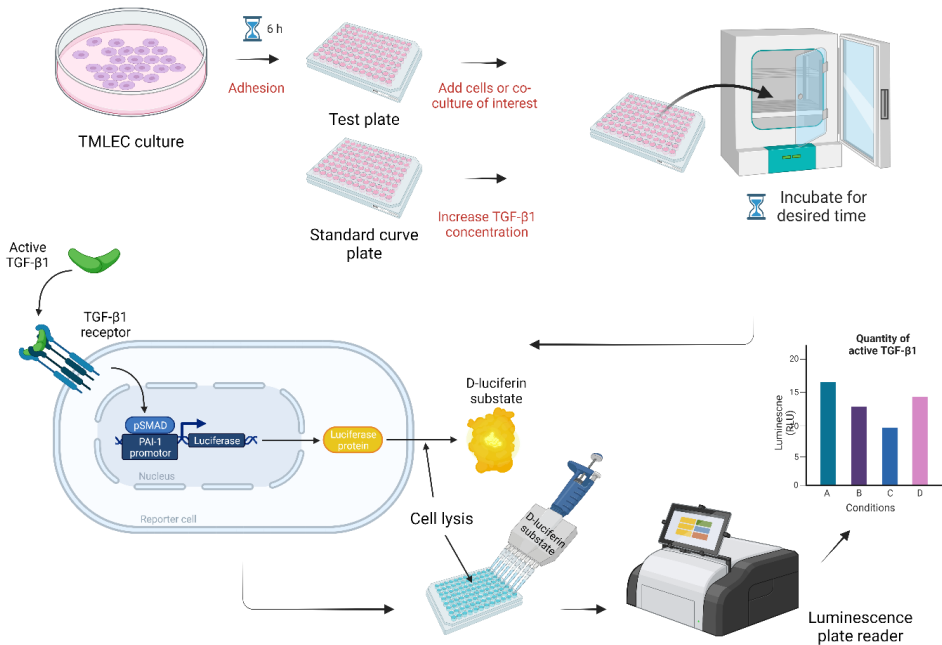 6 h
Adhesion
TMLEC culture
Test plate
Add cells or co-
culture of interest
Standard curve
plate
Increase TGF-β1
concentration
Incubate for
desired time
Active
TGF-β1
TGF-β1
receptor
pSMAD
PAI-1
promotor
Luciferase
Nucleus
Reporter cell
Luciferase
protein
D-luciferin
substate
Cell lysis
D-luciferin
substate
Quantity of
active TGF-β1
Luminescne
(RLU)
20
15
10
5
0
A
B
C
D
Conditions
Luminescence
plate reader